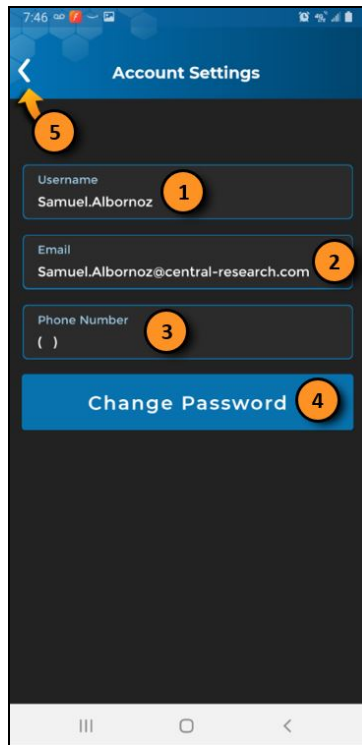 7:46
Account Settings
5
Username
Samuel.Albornoz
1
Email
Samuel.Albornoz@central-research.com
2
Phone Number
( )
3
Change Password
4